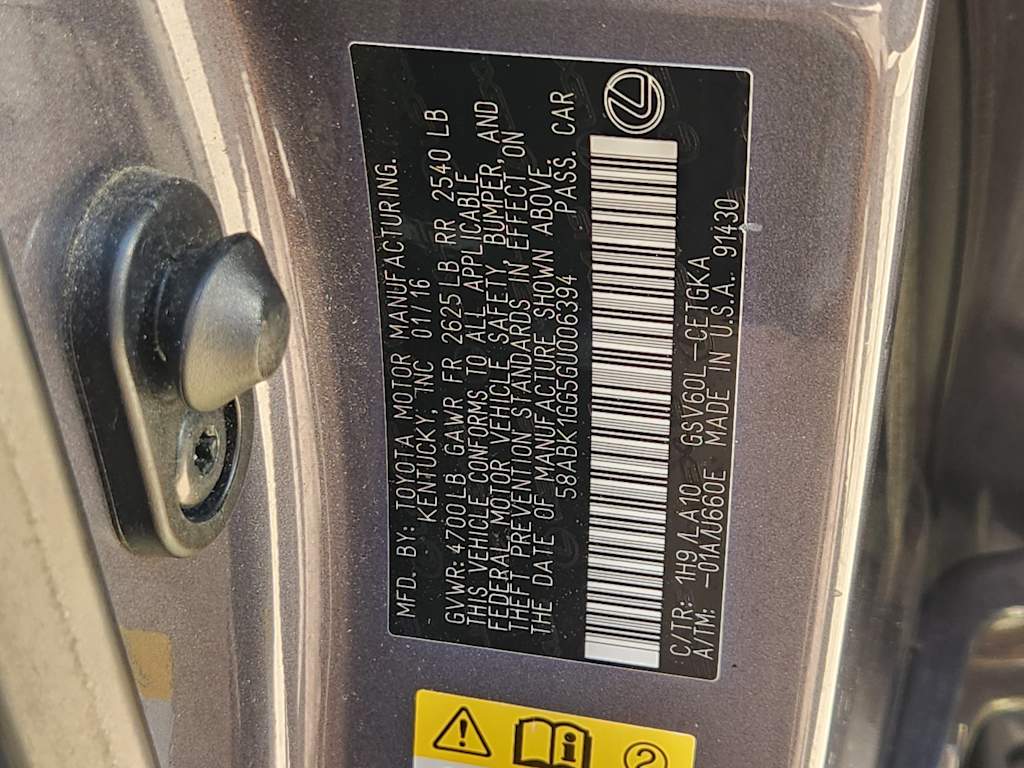 MFD. BY: TOYOTA MOTOR MANUFACTURING.
KENTUCKY, INC 01/16
GVWR: 4700LB GAWR FR 2625LB RR 2540LB
THIS VEHICLE CONFORMS TO ALL APPLICABLE
FEDERAL MOTOR VEHICLE SAFETY, BUMPER, AND
THEFT PREVENTION STANDARDS IN EFFECT ON
THE DATE OF MANUFACTURE SHOWN ABOVE.
58ABK1GG5GU006394 PASS. CAR
C/TR: 1H9/LA10 GSV60L-CETGKA
A/TM: -01A/U660E MADE IN U.S.A. 91430